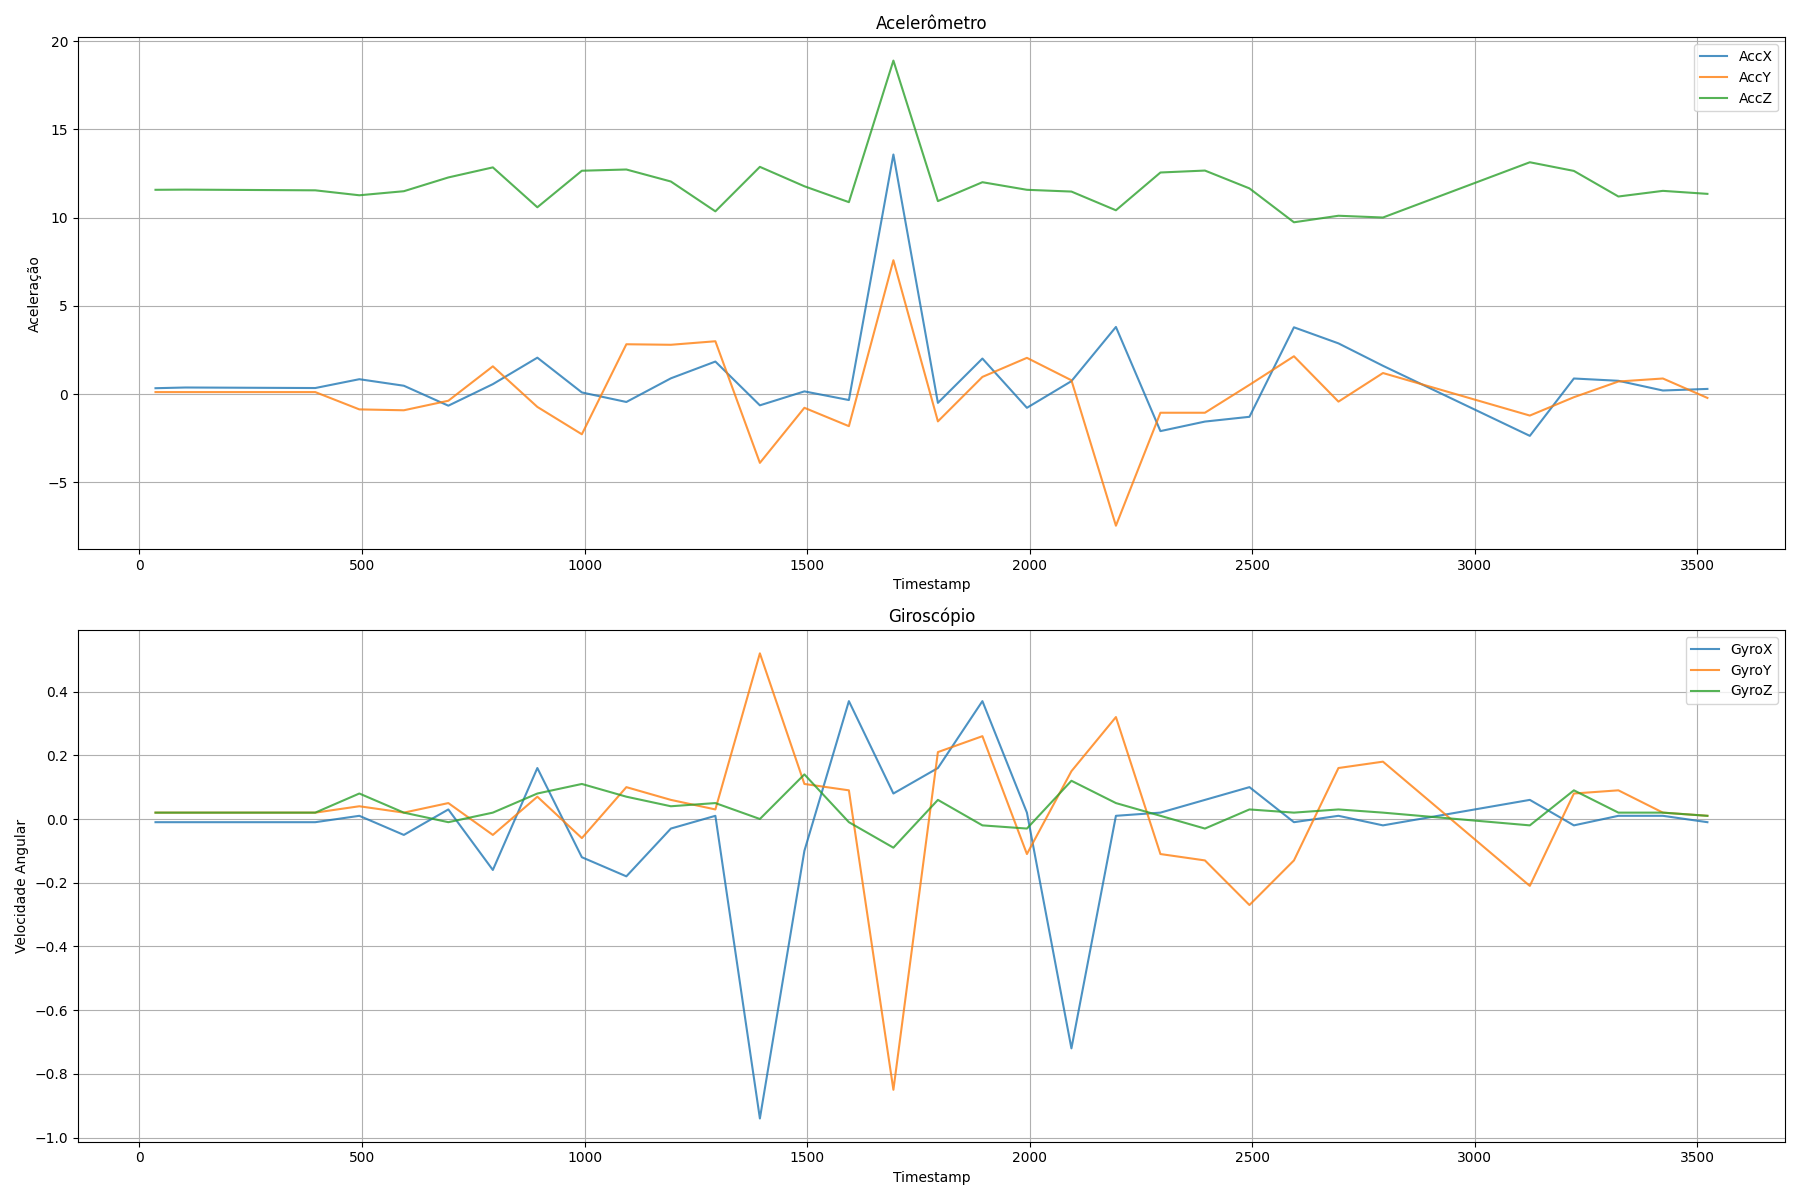 Acelerômetro
20
15
10
5
0
−5
Aceleração
AccX
AccY
AccZ
0 500 1000 1500 2000 2500 3000 3500
Timestamp
Giroscópio
0.4
0.2
0.0
−0.2
−0.4
−0.6
−0.8
−1.0
Velocidade Angular
GyroX
GyroY
GyroZ
0 500 1000 1500 2000 2500 3000 3500
Timestamp